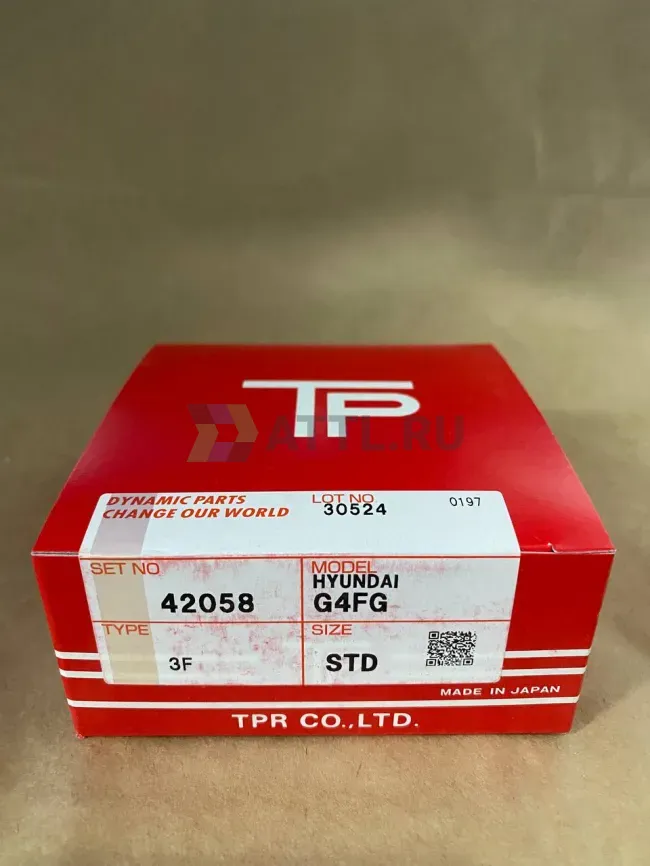 TP
ATTL.RU
DYNAMIC PARTS
CHANGE OUR WORLD
LOT NO.
30524
0197
SET NO.
42058
MODEL
HYUNDAI
G4FG
TYPE
3F
SIZE
STD
MADE IN JAPAN
TPR CO.,LTD.